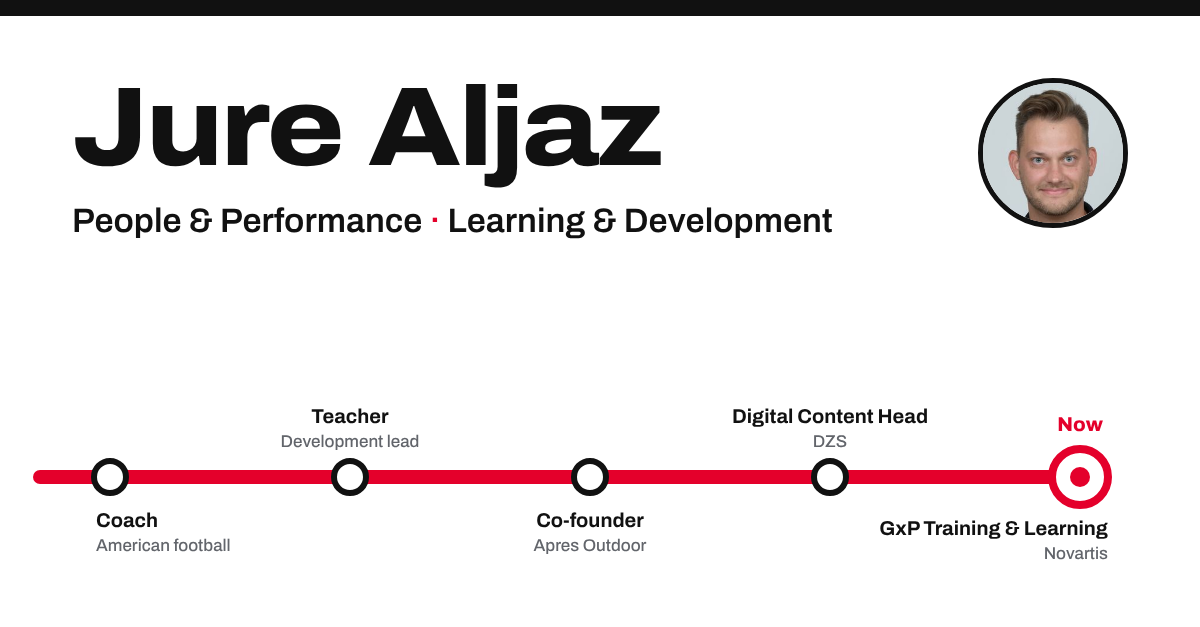 Jure Aljaz
People & Performance · Learning & Development
Teacher
Development lead
Digital Content Head
DZS
Now
Coach
American football
Co-founder
Apres Outdoor
GxP Training & Learning
Novartis